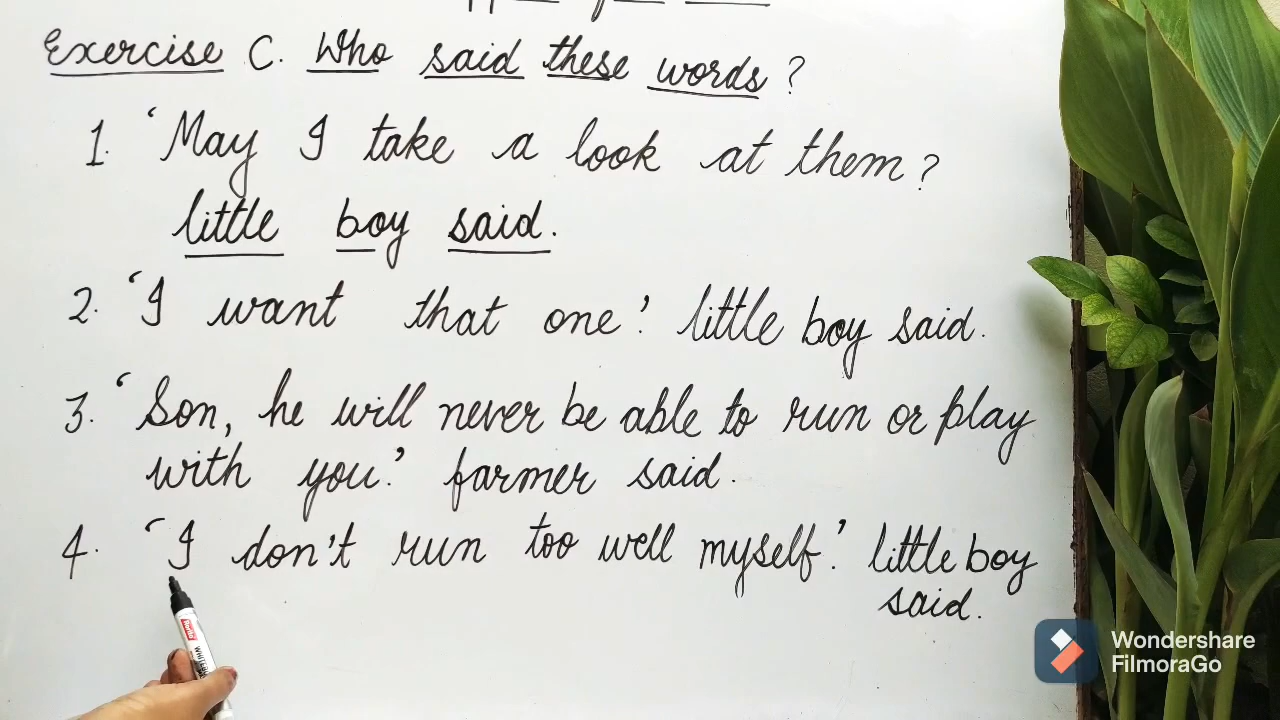 Exercise C. Who said these words?
1. 'May I take a look at them?
little boy said.
2. 'I want that one.' little boy said.
3. 'Son, he will never be able to run or play
with you.' farmer said.
4. 'I don't run too well myself.' little boy
said.
Wondershare
FilmoraGo